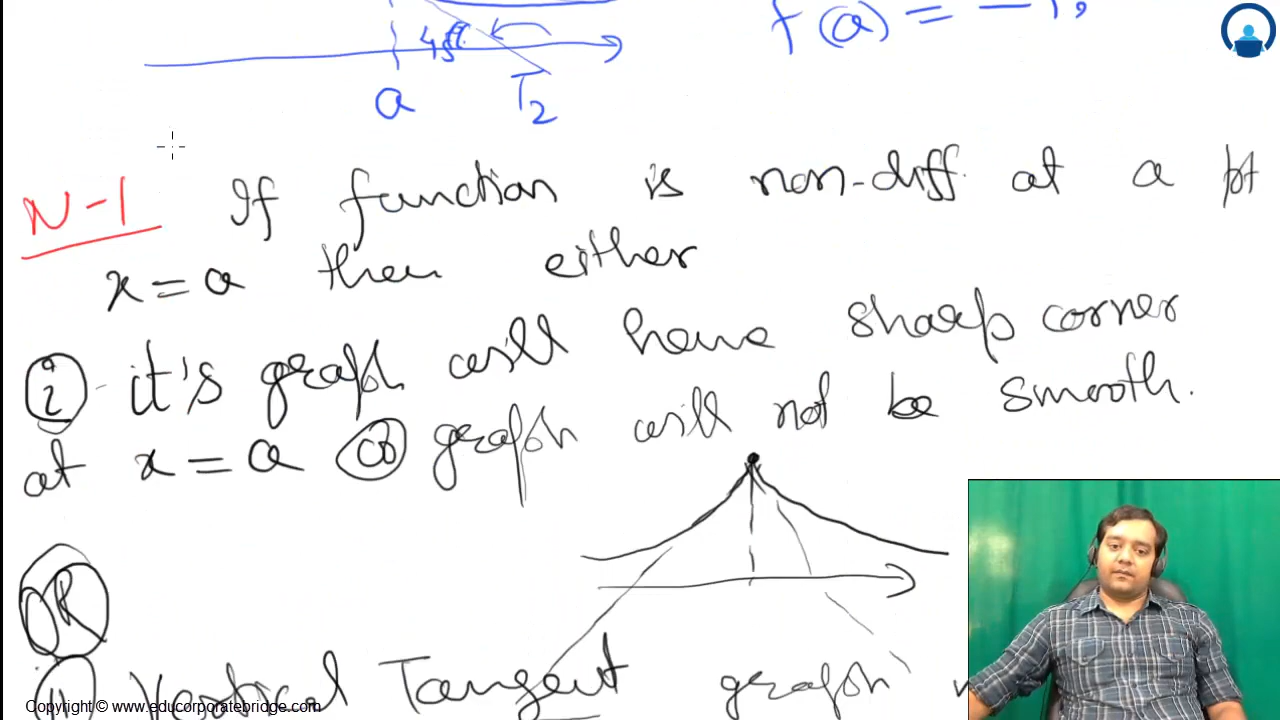 f'(a) = -1,
45°
a T2
N-1 If function is non-diff. at a pt
x = a then either
(i) it's graph will have sharp corner
at x = a (or) graph will not be smooth.
OR
(ii) Vertical Tangent graph
Copyright © www.educorporatebridge.com